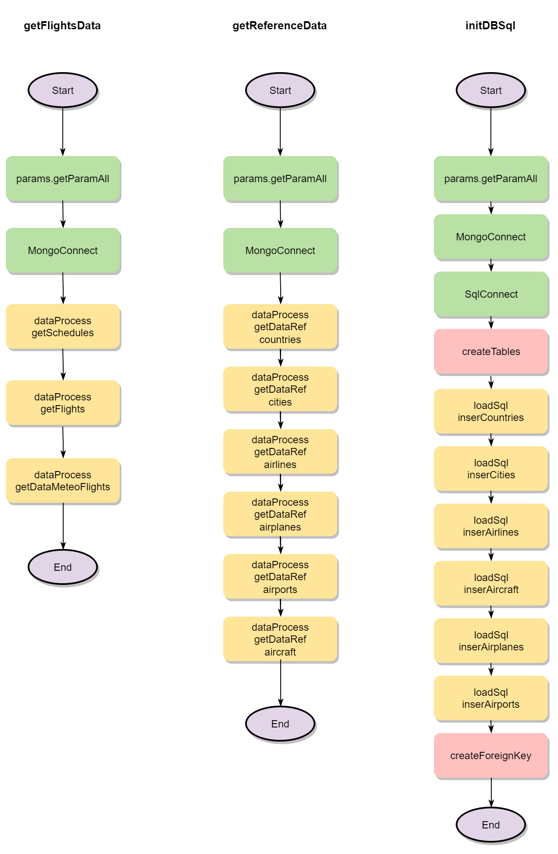 getFlightsData
Start
params.getParamAll
MongoConnect
dataProcess
getSchedules
dataProcess
getFlights
dataProcess
getDataMeteoFlights
End
getReferenceData
Start
params.getParamAll
MongoConnect
dataProcess
getDataRef
countries
dataProcess
getDataRef
cities
dataProcess
getDataRef
airlines
dataProcess
getDataRef
airplanes
dataProcess
getDataRef
airports
dataProcess
getDataRef
aircraft
End
initDBSql
Start
params.getParamAll
MongoConnect
SqlConnect
createTables
loadSql
inserCountries
loadSql
inserCities
loadSql
inserAirlines
loadSql
inserAircraft
loadSql
inserAirplanes
loadSql
inserAirports
createForeignKey
End